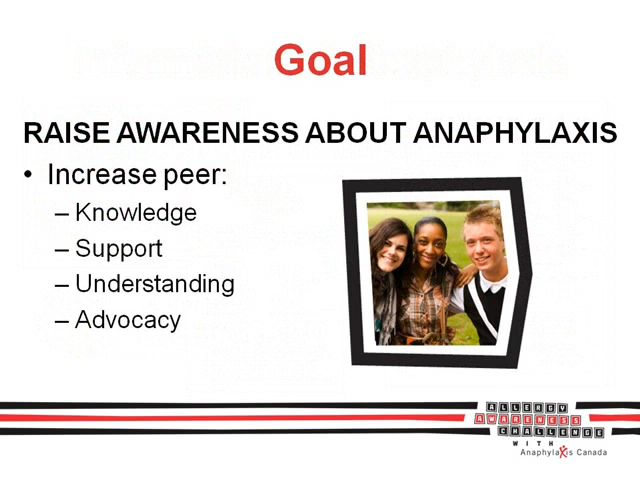 Goal
RAISE AWARENESS ABOUT ANAPHYLAXIS
• Increase peer:
– Knowledge
– Support
– Understanding
– Advocacy
ALLERGY
AWARENESS
CHALLENGE
WITH
Anaphylaxis Canada